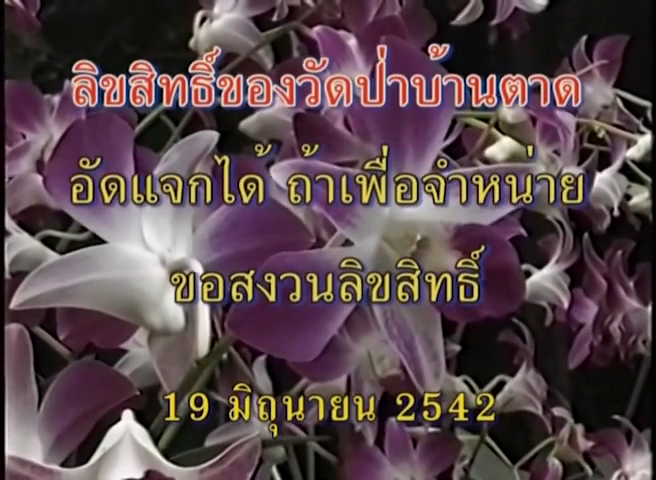 ลิขสิทธิ์ของวัดป่าบ้านตาด
อัดแจกได้ ถ้าเพื่อจำหน่าย
ขอสงวนลิขสิทธิ์
19 มิถุนายน 2542